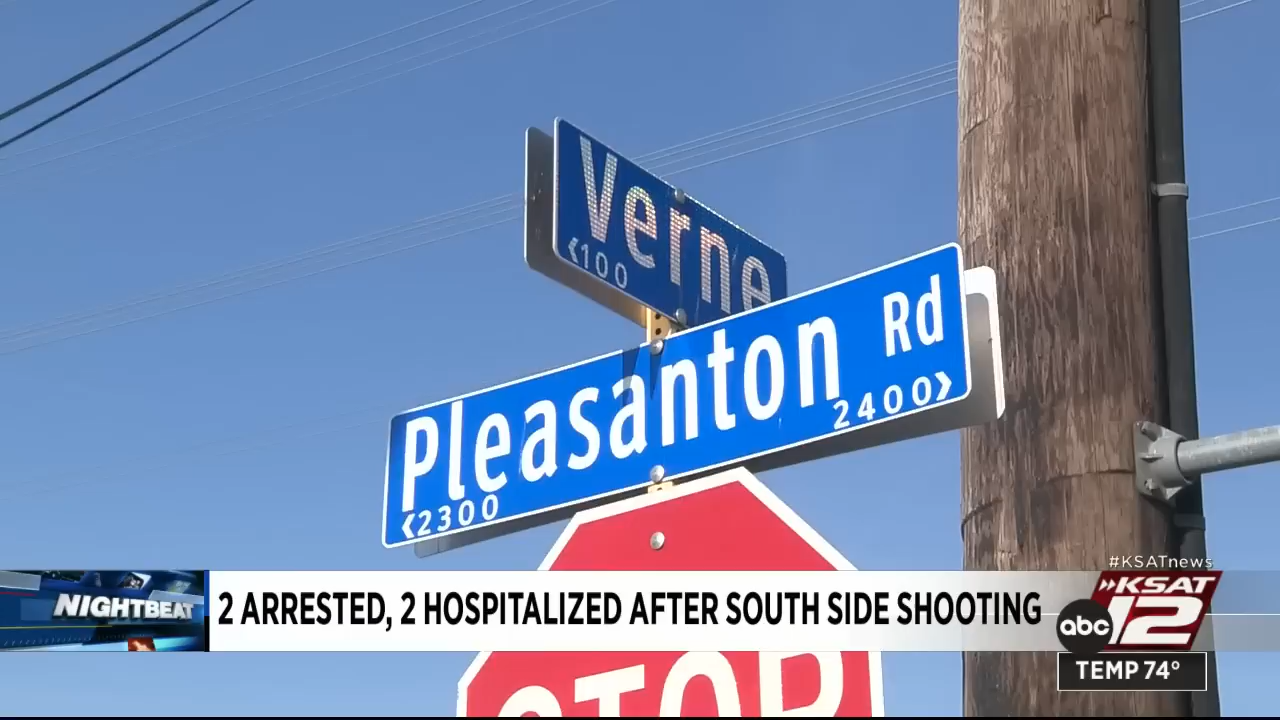 Verne
‹100
Pleasanton Rd
‹2300
2400›
STOP
#KSATnews
NIGHTBEAT
2 ARRESTED, 2 HOSPITALIZED AFTER SOUTH SIDE SHOOTING
abc
KSAT
12
TEMP 74°